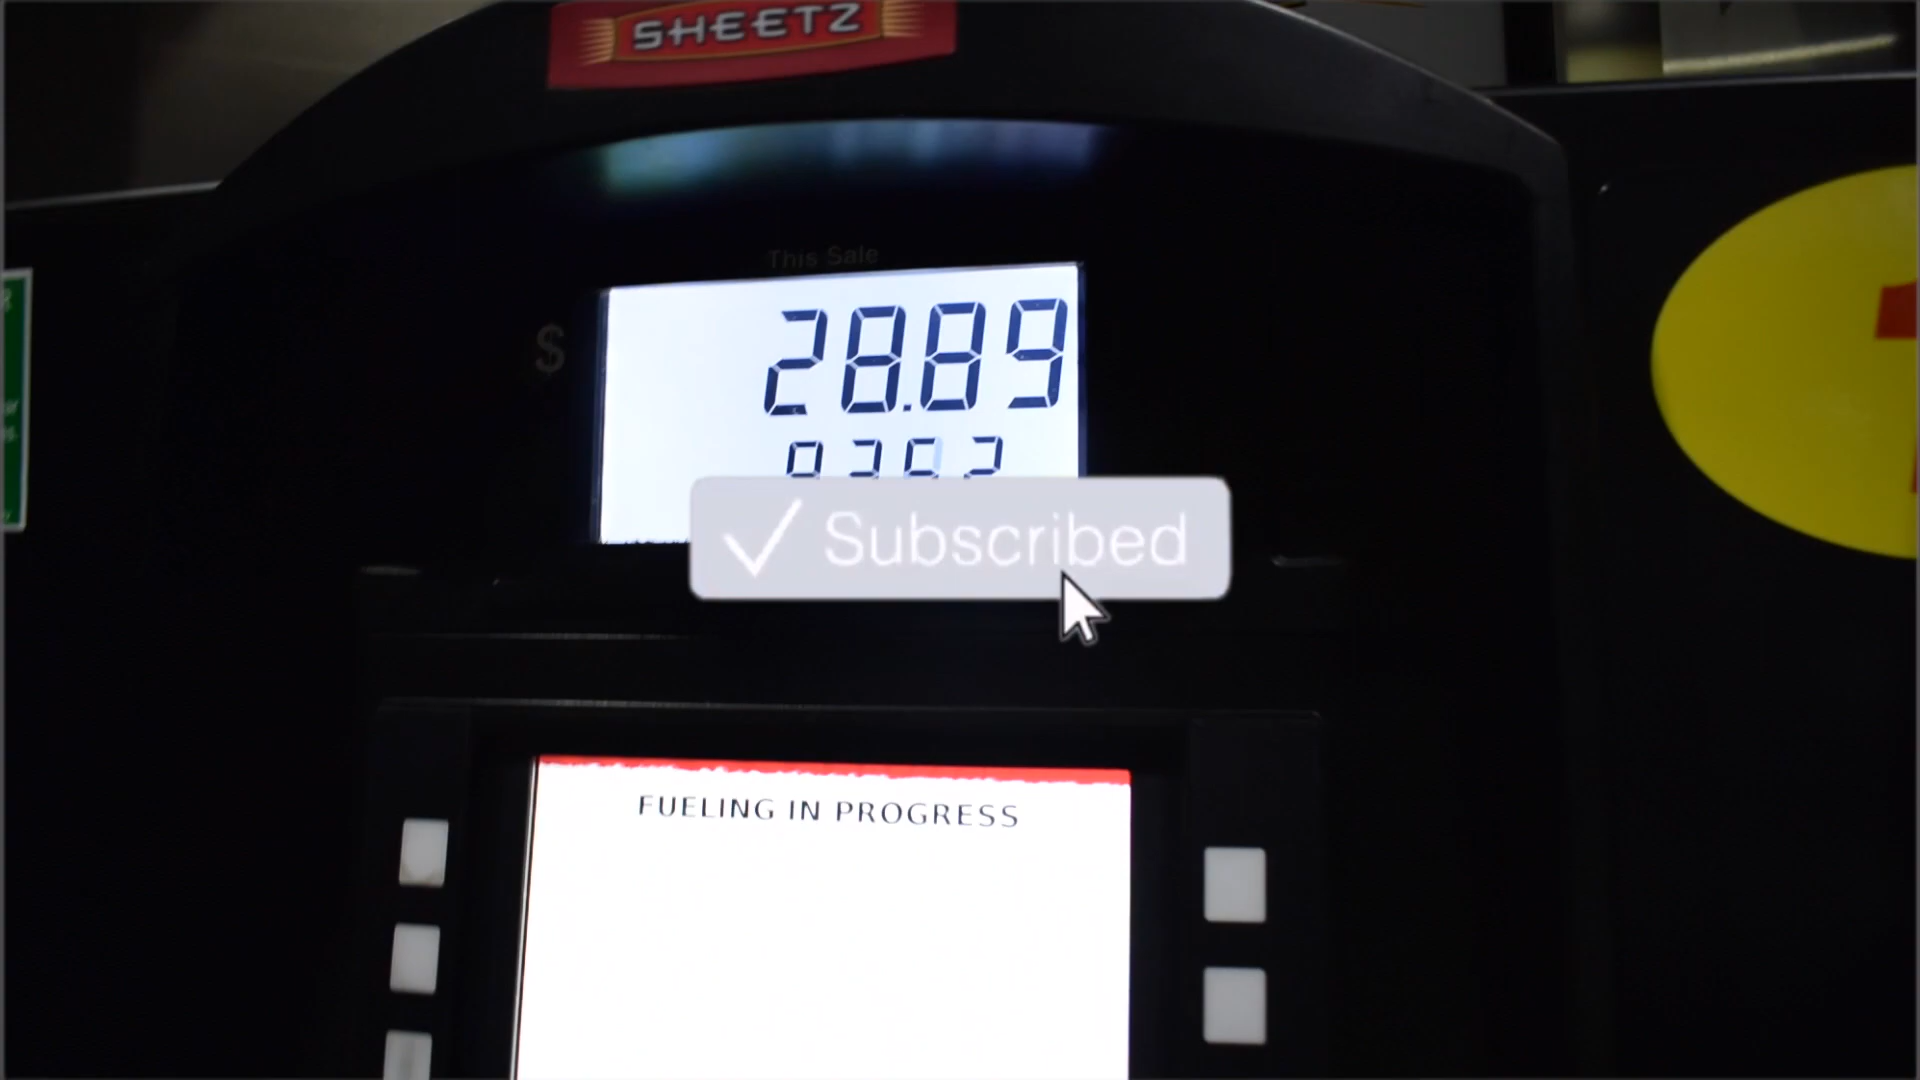 SHEETZ
This Sale
$ 28.89
✓ Subscribed
FUELING IN PROGRESS